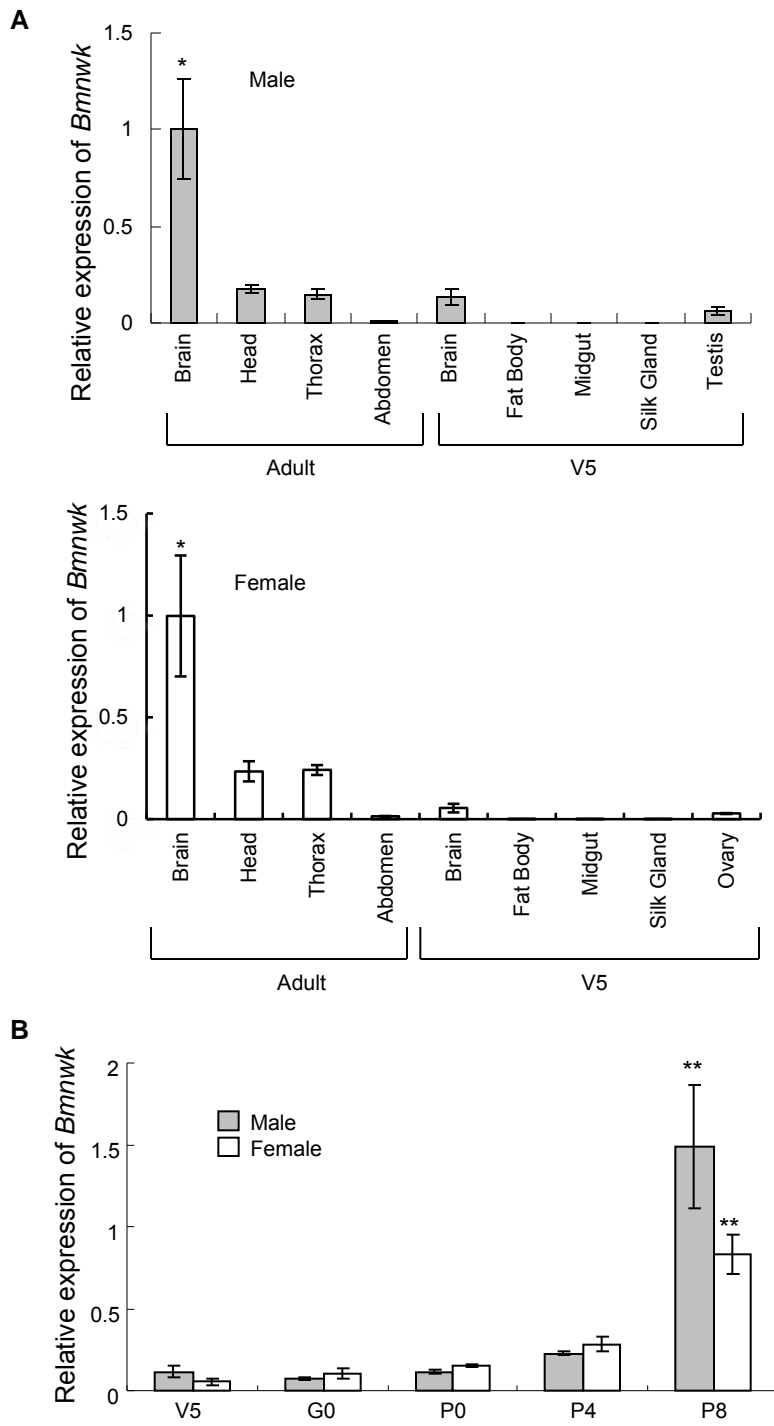 A
Relative expression of Bmnwk
1.5
1
0.5
0
*
Male
Brain
Head
Thorax
Abdomen
Brain
Fat Body
Midgut
Silk Gland
Testis
Adult
V5
Relative expression of Bmnwk
1.5
1
0.5
0
*
Female
Brain
Head
Thorax
Abdomen
Brain
Fat Body
Midgut
Silk Gland
Ovary
Adult
V5
B
Relative expression of Bmnwk
2
1.5
1
0.5
0
Male
Female
**
**
V5
G0
P0
P4
P8